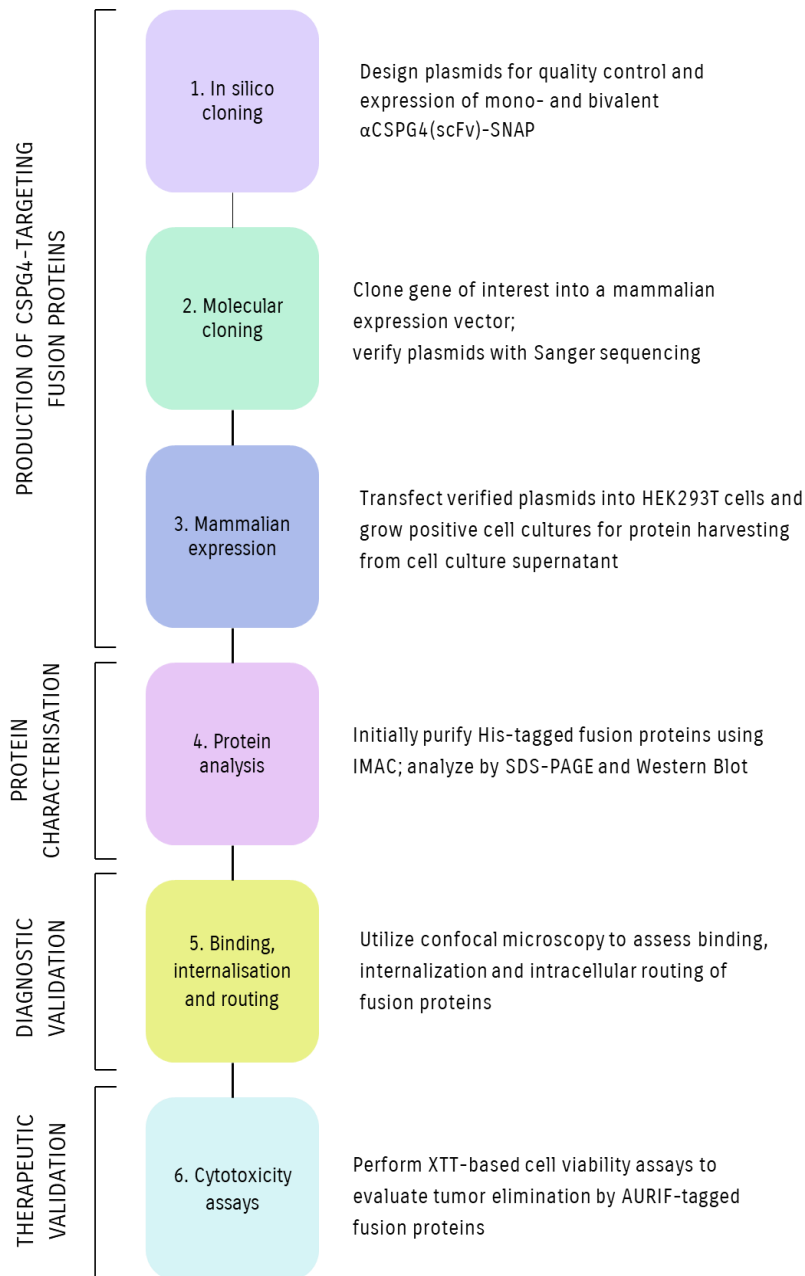 PRODUCTION OF CSPG4-TARGETING
FUSION PROTEINS
1. In silico
cloning
Design plasmids for quality control and
expression of mono- and bivalent
αCSPG4(scFv)-SNAP
2. Molecular
cloning
Clone gene of interest into a mammalian
expression vector;
verify plasmids with Sanger sequencing
3. Mammalian
expression
Transfect verified plasmids into HEK293T cells and
grow positive cell cultures for protein harvesting
from cell culture supernatant
PROTEIN
CHARACTERISATION
4. Protein
analysis
Initially purify His-tagged fusion proteins using
IMAC; analyze by SDS-PAGE and Western Blot
DIAGNOSTIC
VALIDATION
5. Binding,
internalisation
and routing
Utilize confocal microscopy to assess binding,
internalization and intracellular routing of
fusion proteins
THERAPEUTIC
VALIDATION
6. Cytotoxicity
assays
Perform XTT-based cell viability assays to
evaluate tumor elimination by AURIF-tagged
fusion proteins